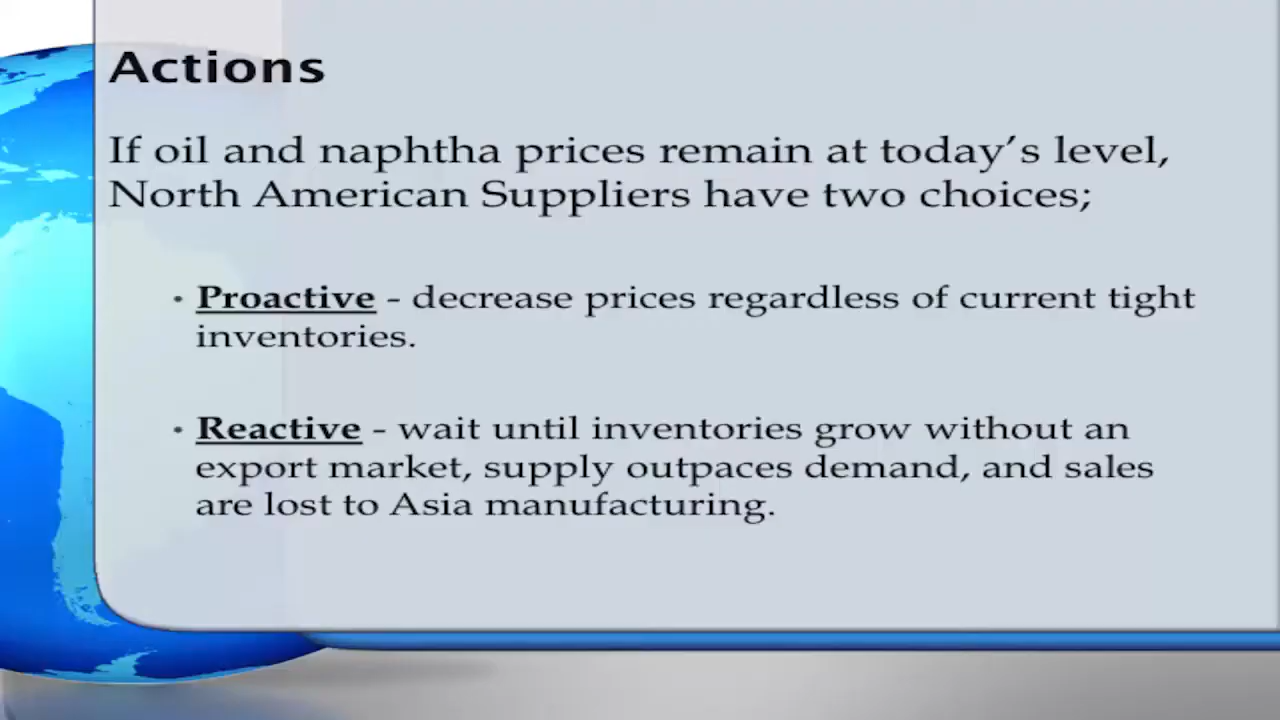 Actions
If oil and naphtha prices remain at today's level,
North American Suppliers have two choices;
• Proactive - decrease prices regardless of current tight
inventories.
• Reactive - wait until inventories grow without an
export market, supply outpaces demand, and sales
are lost to Asia manufacturing.